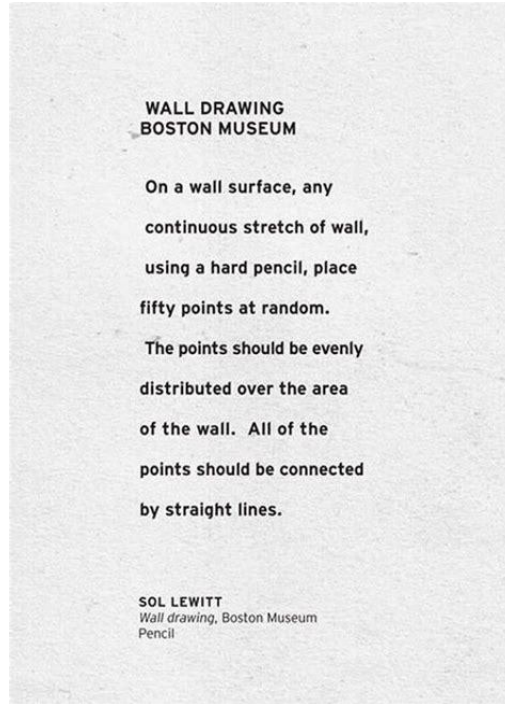 WALL DRAWING
BOSTON MUSEUM
On a wall surface, any
continuous stretch of wall,
using a hard pencil, place
fifty points at random.
The points should be evenly
distributed over the area
of the wall.  All of the
points should be connected
by straight lines.
SOL LEWITT
Wall drawing, Boston Museum
Pencil